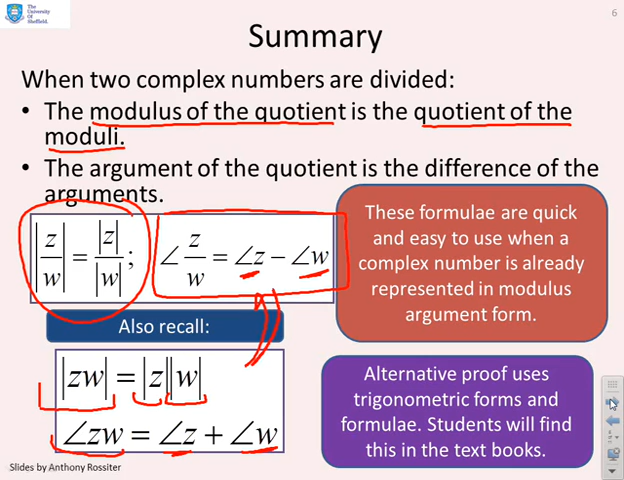 The
University
Of
Sheffield.
6
Summary
When two complex numbers are divided:
• The modulus of the quotient is the quotient of the
moduli.
• The argument of the quotient is the difference of the
arguments.
|z/w| = |z|/|w|; ∠z/w = ∠z − ∠w
These formulae are quick
and easy to use when a
complex number is already
represented in modulus
argument form.
Also recall:
|zw| = |z||w|
∠zw = ∠z + ∠w
Alternative proof uses
trigonometric forms and
formulae. Students will find
this in the text books.
Slides by Anthony Rossiter